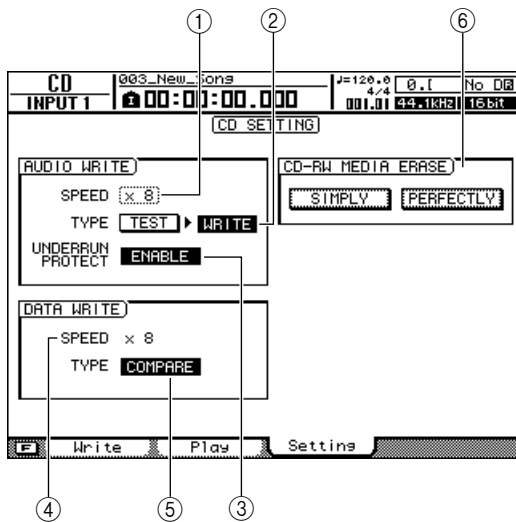 ① ② ⑥
CD 003_New_Song ♩=120.0 4/4 0.[ No D
INPUT 1 00:00:00.000 001.01 44.1kHz 16bit
CD SETTING
AUDIO WRITE
SPEED x 8
TYPE TEST ▶ WRITE
UNDERRUN PROTECT ENABLE
CD-RW MEDIA ERASE
SIMPLY PERFECTLY
DATA WRITE
SPEED x 8
TYPE COMPARE
F Write Play Setting
④ ⑤ ③